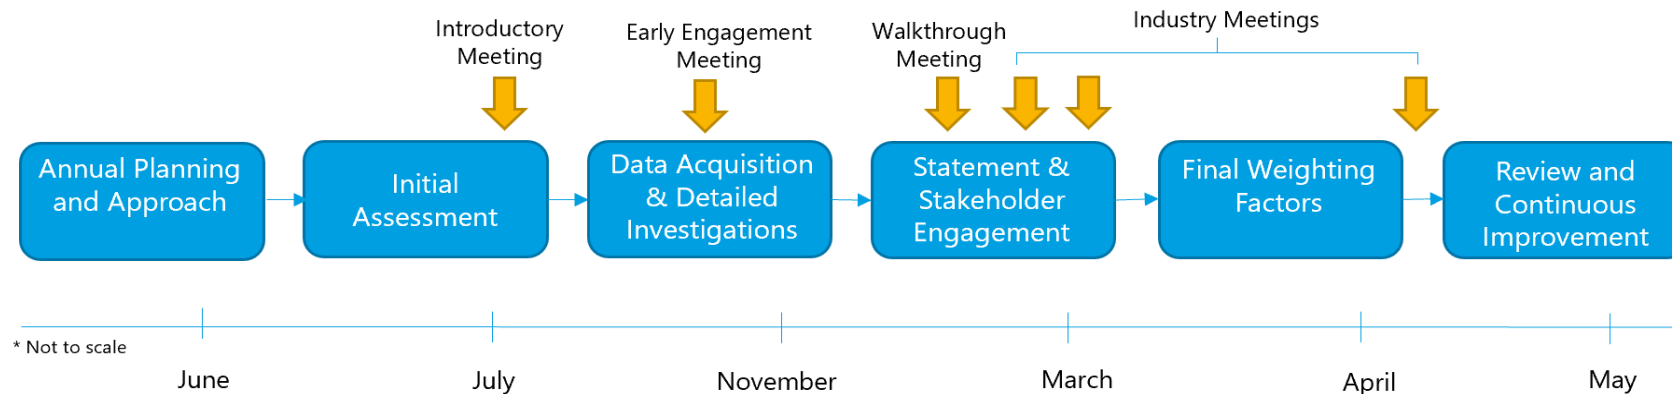 Introductory
Meeting
Early Engagement
Meeting
Walkthrough
Meeting
Industry Meetings
Annual Planning
and Approach
Initial
Assessment
Data Acquisition
& Detailed
Investigations
Statement &
Stakeholder
Engagement
Final Weighting
Factors
Review and
Continuous
Improvement
* Not to scale
June
July
November
March
April
May